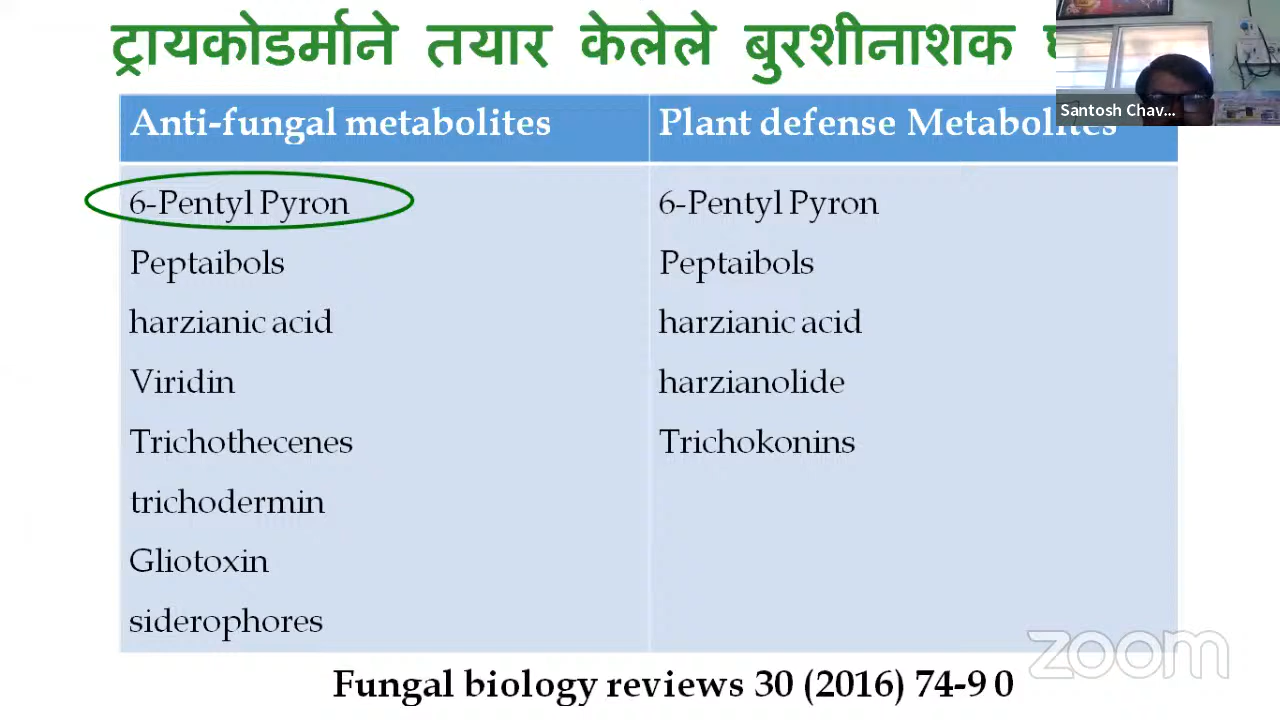 ट्रायकोडर्माने तयार केलेले बुरशीनाशक
Santosh Chav...
Anti-fungal metabolites
Plant defense Metabolites
6-Pentyl Pyron
6-Pentyl Pyron
Peptaibols
Peptaibols
harzianic acid
harzianic acid
Viridin
harzianolide
Trichothecenes
Trichokonins
trichodermin
Gliotoxin
siderophores
zoom
Fungal biology reviews 30 (2016) 74-9 0